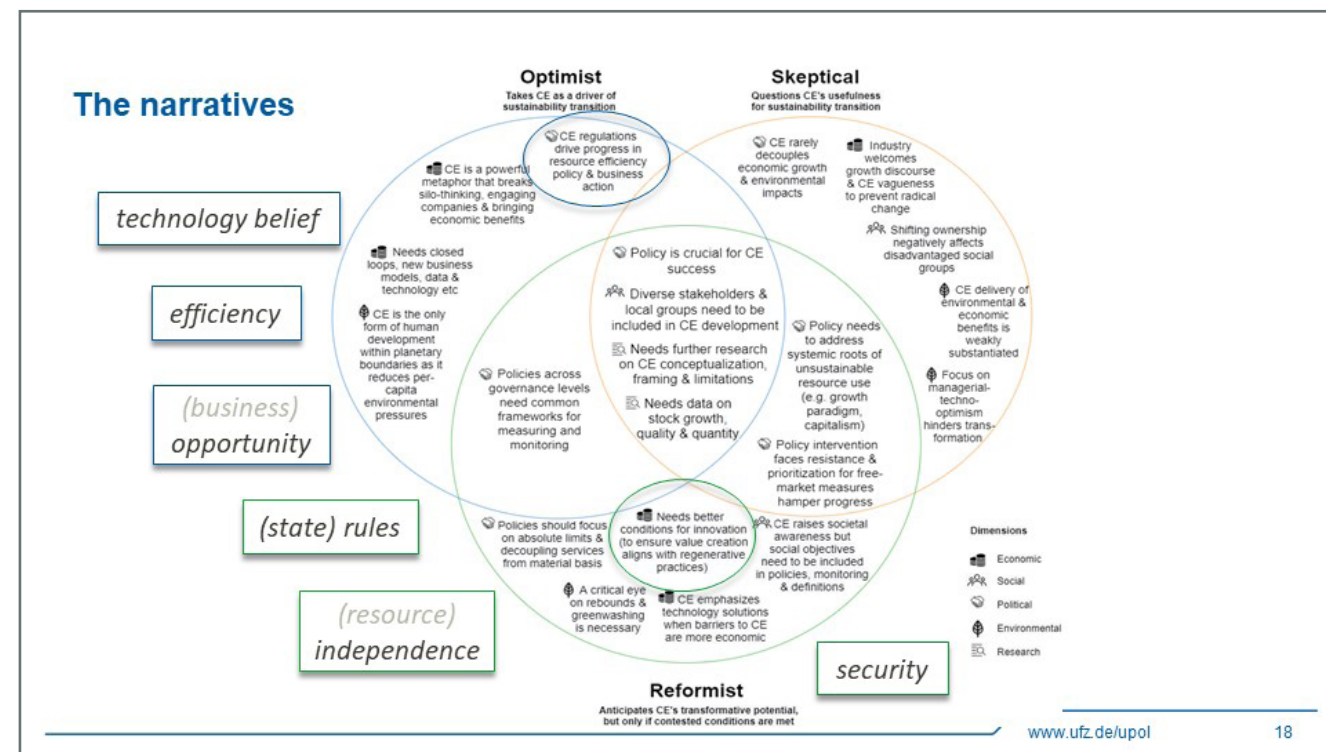 The narratives
Optimist
Takes CE as a driver of
sustainability transition
Skeptical
Questions CE's usefulness
for sustainability transition
CE regulations
drive progress in
resource efficiency
policy & business
action
CE is a powerful
metaphor that breaks
silo-thinking, engaging
companies & bringing
economic benefits
Needs closed
loops, new business
models, data &
technology etc
CE is the only
form of human
development
within planetary
boundaries as it
reduces per-
capita
environmental
pressures
CE rarely
decouples
economic growth
& environmental
impacts
Industry
welcomes
growth discourse
& CE vagueness
to prevent radical
change
Shifting ownership
negatively affects
disadvantaged social
groups
CE delivery of
environmental &
economic
benefits is
weakly
substantiated
Focus on
managerial-
techno-
optimism
hinders trans-
formation
Policy is crucial for CE
success
Diverse stakeholders &
local groups need to be
included in CE development
Needs further research
on CE conceptualization,
framing & limitations
Needs data on
stock growth,
quality & quantity
Policies across
governance levels
need common
frameworks for
measuring and
monitoring
Policy needs
to address
systemic roots of
unsustainable
resource use
(e.g. growth
paradigm,
capitalism)
Policy intervention
faces resistance &
prioritization for free-
market measures
hamper progress
Policies should focus
on absolute limits &
decoupling services
from material basis
Needs better
conditions for innovation
(to ensure value creation
aligns with regenerative
practices)
CE raises societal
awareness but
social objectives
need to be included
in policies, monitoring
& definitions
A critical eye
on rebounds &
greenwashing
is necessary
CE emphasizes
technology solutions
when barriers to CE
are more economic
Reformist
Anticipates CE's transformative potential,
but only if contested conditions are met
technology belief
efficiency
(business)
opportunity
(state) rules
(resource)
independence
security
Dimensions
Economic
Social
Political
Environmental
Research
www.ufz.de/upol
18